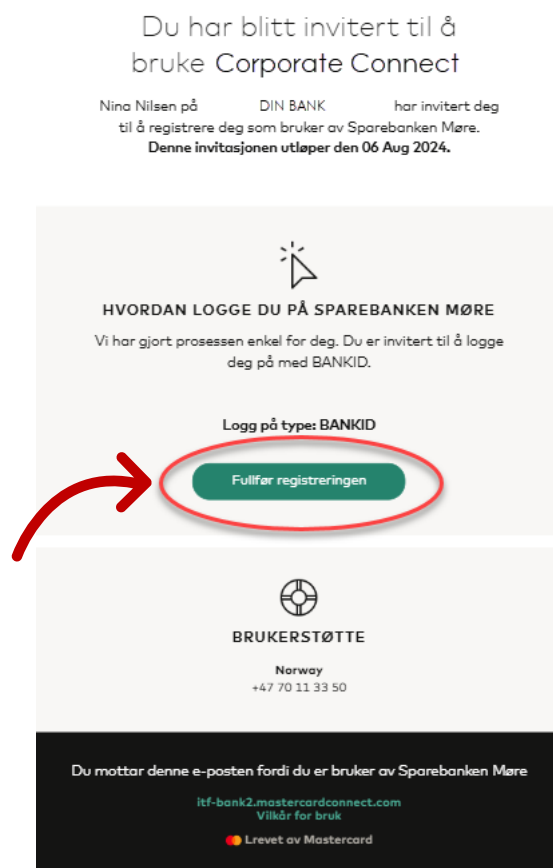 Du har blitt invitert til å
bruke Corporate Connect
Nina Nilsen på DIN BANK har invitert deg
til å registrere deg som bruker av Sparebanken Møre.
Denne invitasjonen utløper den 06 Aug 2024.
HVORDAN LOGGE DU PÅ SPAREBANKEN MØRE
Vi har gjort prosessen enkel for deg. Du er invitert til å logge
deg på med BANKID.
Logg på type: BANKID
Fullfør registreringen
BRUKERSTØTTE
Norway
+47 70 11 33 50
Du mottar denne e-posten fordi du er bruker av Sparebanken Møre
itf-bank2.mastercardconnect.com
Vilkår for bruk
Levet av Mastercard